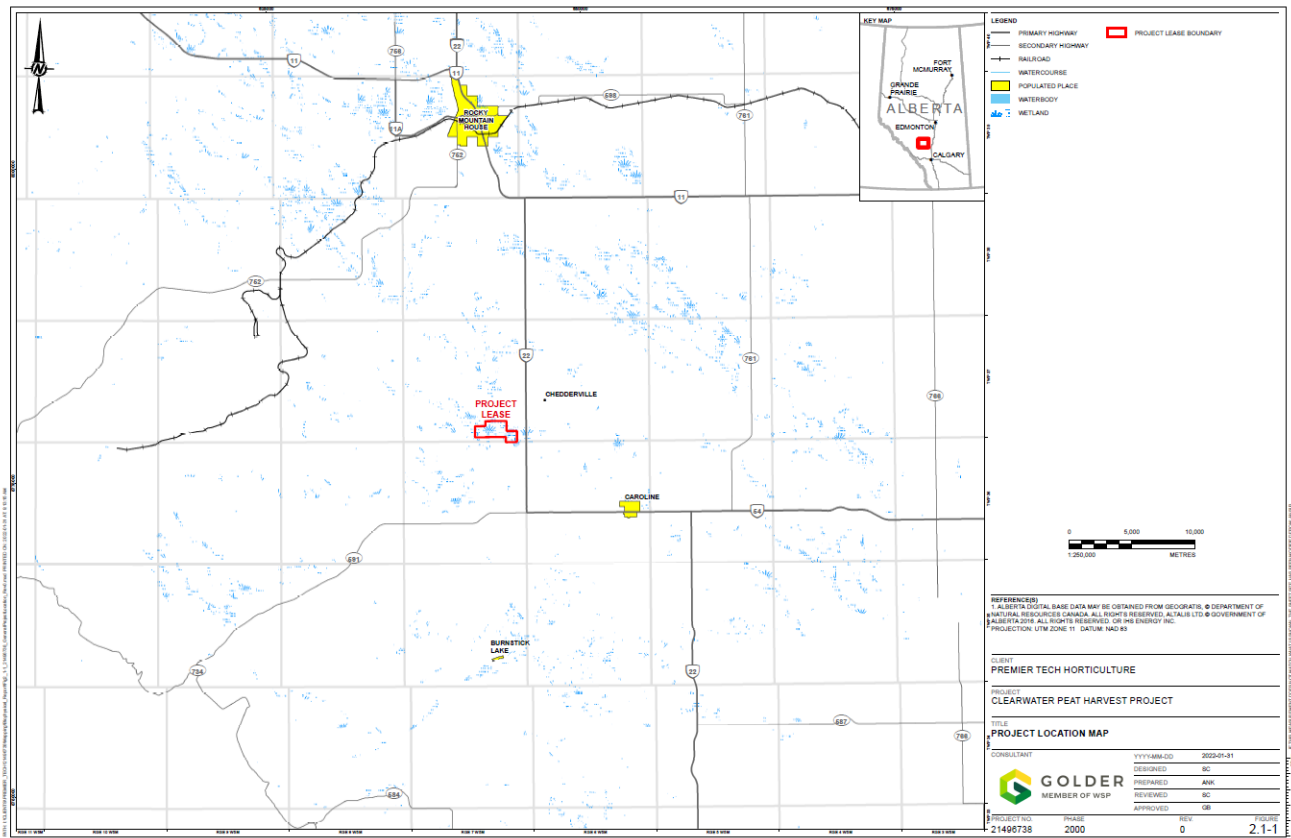 KEY MAP
FORT
MCMURRAY
GRANDE
PRAIRIE
ALBERTA
EDMONTON
CALGARY
N
11
758
22
11
598
ROCKY
MOUNTAIN
HOUSE
11A
752
761
11
752
22
761
766
CHEDDERVILLE
PROJECT
LEASE
CAROLINE
54
591
BURNSTICK
LAKE
734
22
587
766
584
LEGEND
PRIMARY HIGHWAY
SECONDARY HIGHWAY
RAILROAD
WATERCOURSE
POPULATED PLACE
WATERBODY
WETLAND
PROJECT LEASE BOUNDARY
0 5,000 10,000
1:250,000 METRES
REFERENCE(S)
1. ALBERTA DIGITAL BASE DATA MAY BE OBTAINED FROM GEOGRATIS, © DEPARTMENT OF
NATURAL RESOURCES CANADA. ALL RIGHTS RESERVED, ALTALIS LTD © GOVERNMENT OF
ALBERTA 2016. ALL RIGHTS RESERVED. OR IHS ENERGY INC.
PROJECTION: UTM ZONE 11 DATUM: NAD 83
CLIENT
PREMIER TECH HORTICULTURE
PROJECT
CLEARWATER PEAT HARVEST PROJECT
TITLE
PROJECT LOCATION MAP
CONSULTANT
GOLDER
MEMBER OF WSP
YYYY-MM-DD 2022-01-31
DESIGNED SC
PREPARED ANK
REVIEWED SC
APPROVED GB
PROJECT NO. PHASE REV. FIGURE
21496738 2000 0 2.1-1